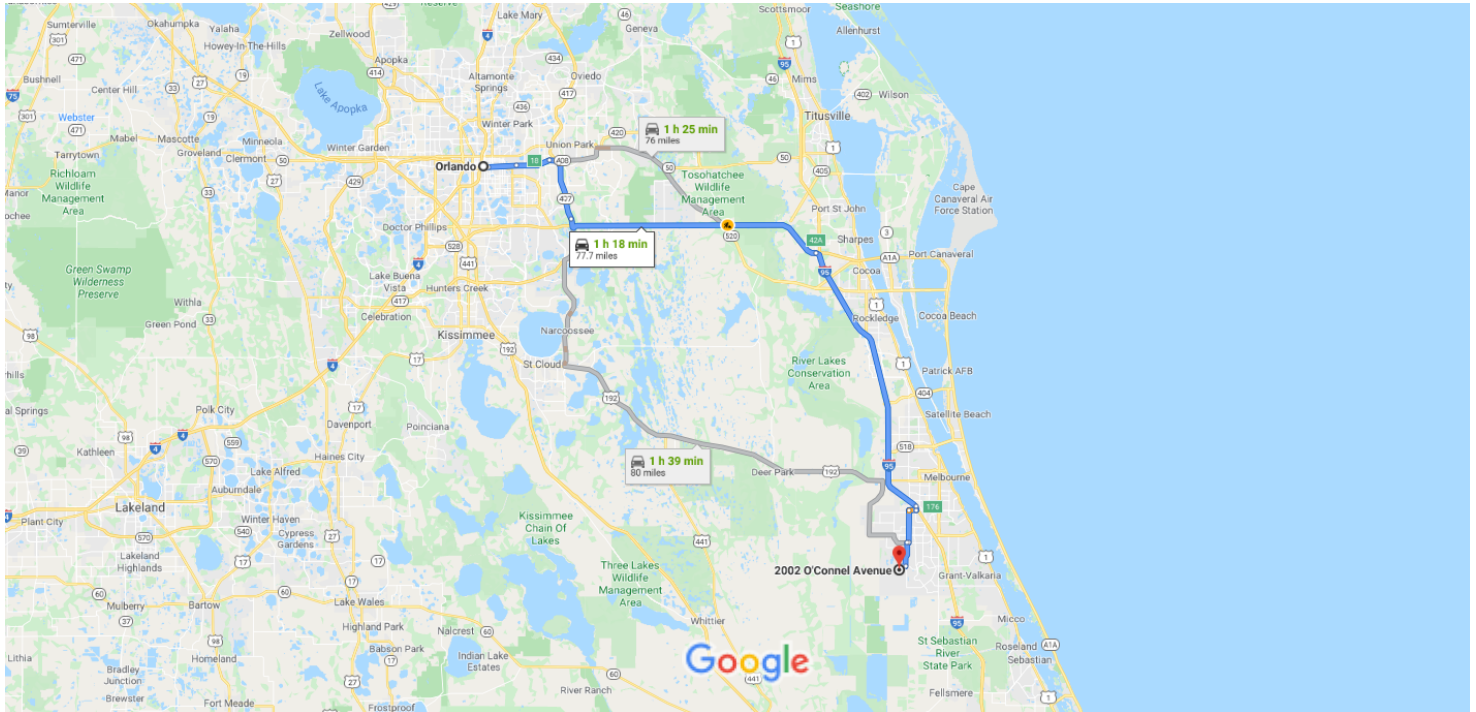 Sumterville
Okahumpka
Yalaha
Howey-In-The-Hills
Zellwood
Lake Mary
Geneva
Scottsmoor
Seashore
Allenhurst
Bushnell
Center Hill
Apopka
Altamonte
Springs
Oviedo
Mims
Wilson
Webster
Lake Apopka
Winter Park
Titusville
Mabel
Mascotte
Minneola
Tarrytown
Groveland
Clermont
Winter Garden
Union Park
1 h 25 min
76 miles
Orlando
Richloam
Wildlife
Management
Area
Tosohatchee
Wildlife
Management
Area
Cape
Canaveral Air
Force Station
Doctor Phillips
Port St John
Sharpes
Port Canaveral
1 h 18 min
77.7 miles
Green Swamp
Wilderness
Preserve
Lake Buena
Vista
Hunters Creek
Cocoa
Withla
Green Pond
Celebration
Kissimmee
Narcoossee
Rockledge
Cocoa Beach
St Cloud
River Lakes
Conservation
Area
Patrick AFB
Polk City
Davenport
Poinciana
Satellite Beach
Kathleen
Haines City
1 h 39 min
80 miles
Deer Park
Melbourne
Lake Alfred
Auburndale
Lakeland
Plant City
Winter Haven
Cypress
Gardens
Kissimmee
Chain Of
Lakes
Lakeland
Highlands
2002 O'Connel Avenue
Grant-Valkaria
Three Lakes
Wildlife
Management
Area
Mulberry
Bartow
Lake Wales
Highland Park
Whittier
Micco
Nalcrest
Babson Park
Indian Lake
Estates
St Sebastian
River
State Park
Roseland
Sebastian
Lithia
Homeland
Bradley
Junction
Brewster
Fort Meade
Frostproof
River Ranch
Google
Fellsmere